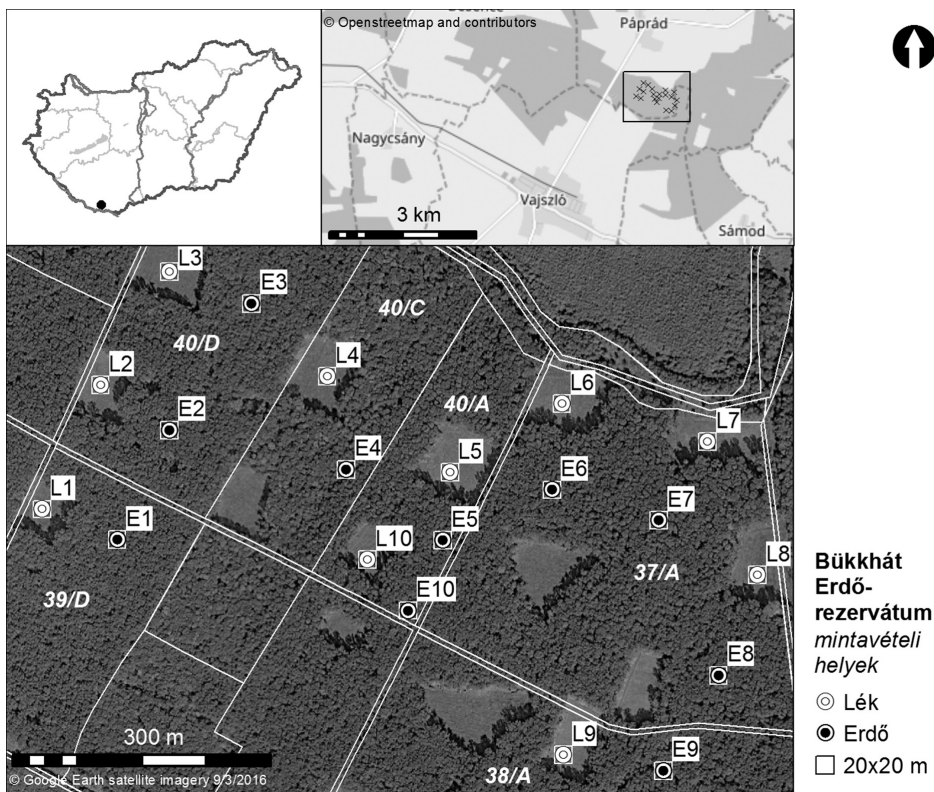 © Openstreetmap and contributors
Páprád
Nagycsány
Vajszló
3 km
Sámod
L3
E3
40/C
40/D
L4
L2
L6
40/A
L7
E2
E4
L5
E6
L1
E7
E1
E5
L10
L8
37/A
39/D
E10
E8
300 m
L9
E9
38/A
© Google Earth satellite imagery 9/3/2016
Bükkhát
Erdő-
rezervátum
mintavételi
helyek
Lék
Erdő
20x20 m